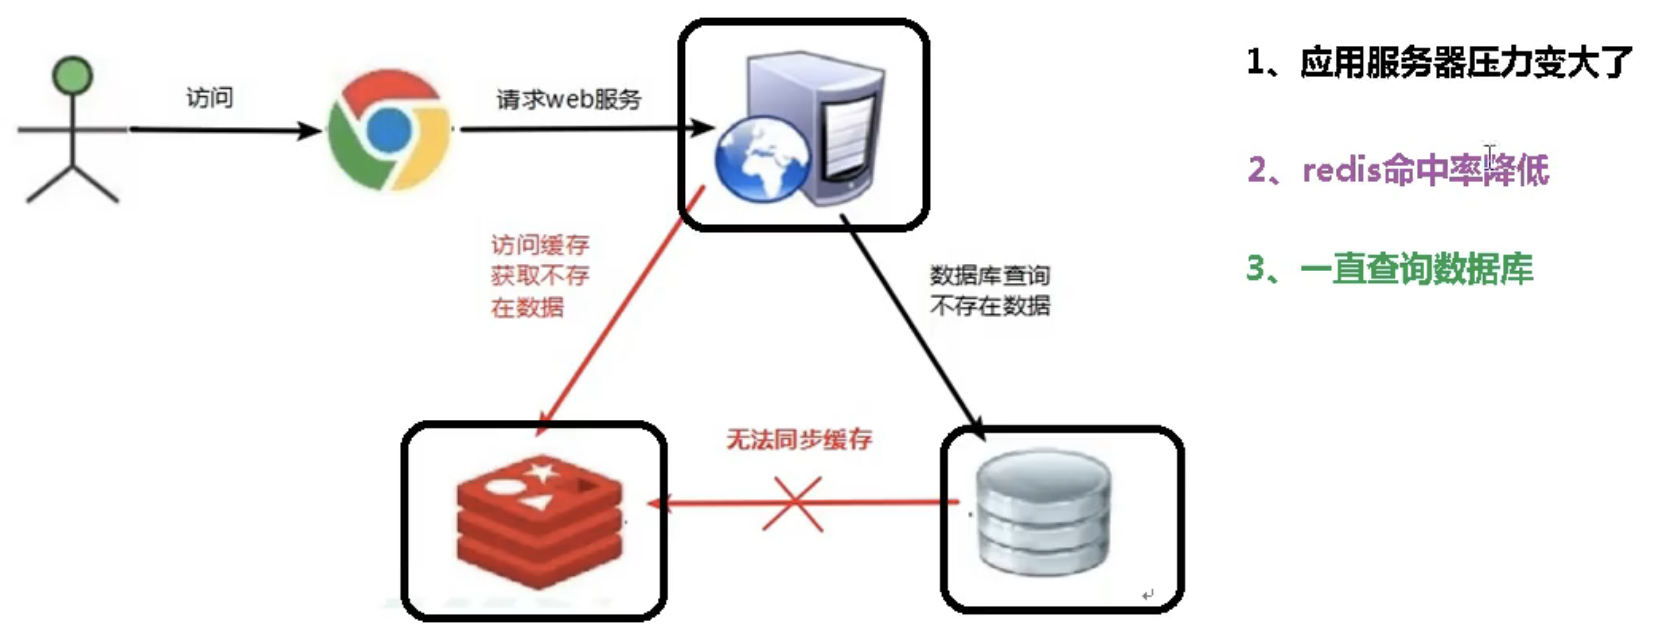 访问
请求web服务
1、应用服务器压力变大了
2、redis命中率降低
3、一直查询数据库
访问缓存
获取不存
在数据
数据库查询
不存在数据
无法同步缓存